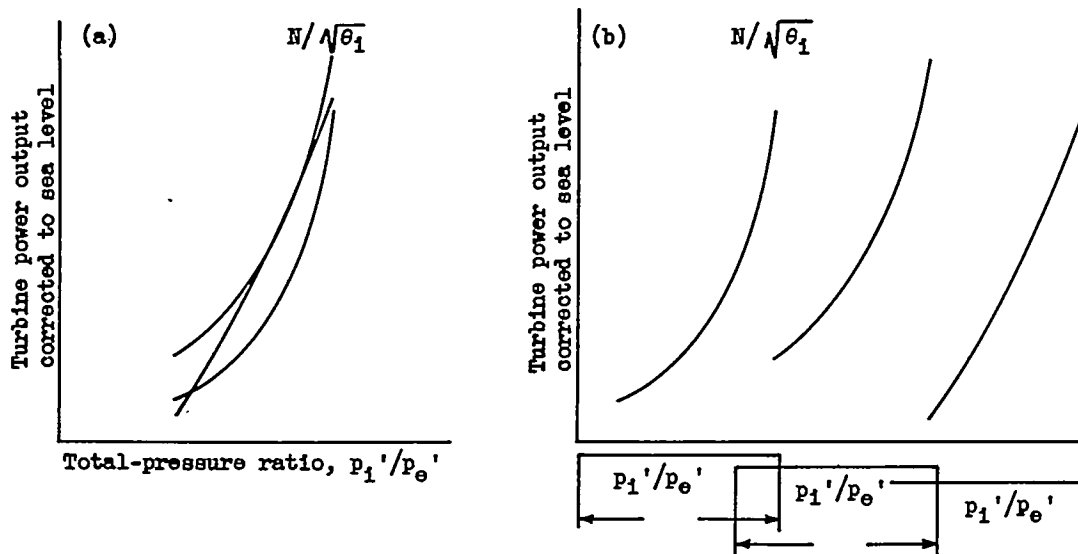 (a)
N/√θ₁
Turbine power output
corrected to sea level
Total-pressure ratio, p₁'/pₑ'
(b)
N/√θ₁
Turbine power output
corrected to sea level
p₁'/pₑ'
p₁'/pₑ'
p₁'/pₑ'